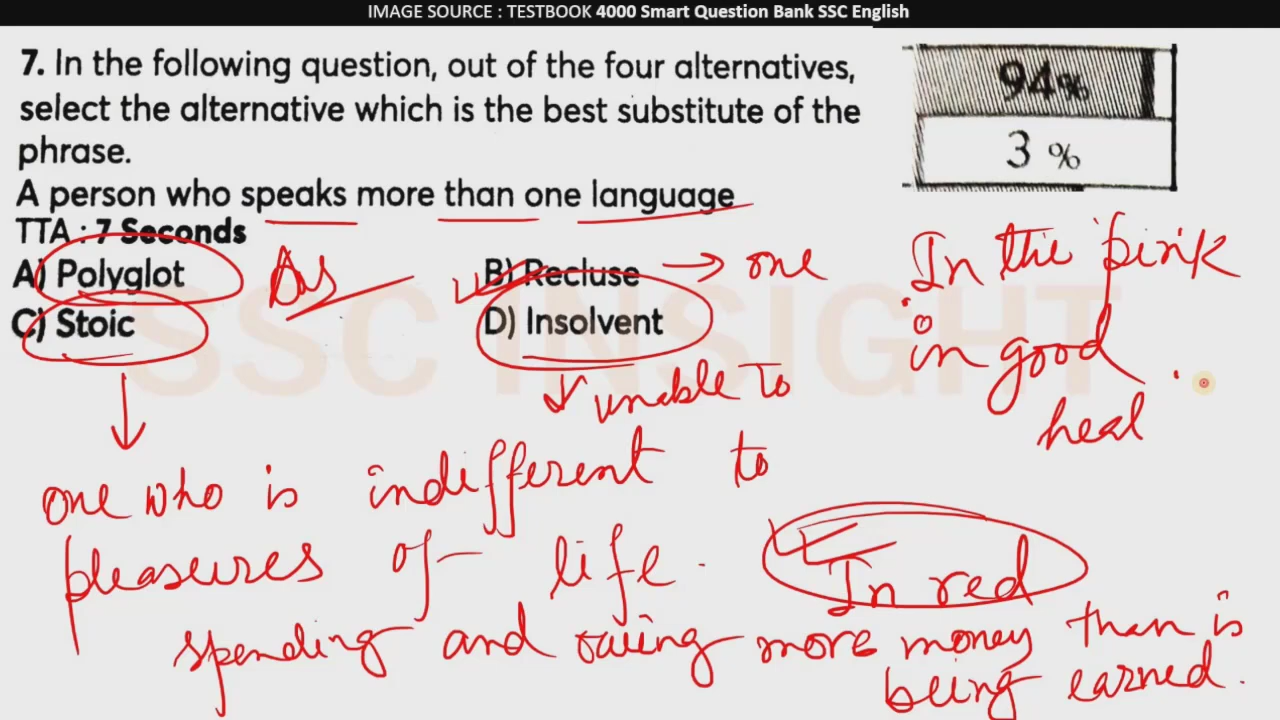 IMAGE SOURCE : TESTBOOK 4000 Smart Question Bank SSC English
7. In the following question, out of the four alternatives,
select the alternative which is the best substitute of the
phrase.
A person who speaks more than one language
TTA : 7 Seconds
A) Polyglot
Ans
B) Recluse → one
C) Stoic
D) Insolvent
94%
3 %
In the pink
in good
heal
unable to
one who is indifferent to
pleasures of life.
In red
spending and owing more money than is
being earned.
SSC INSIGHT